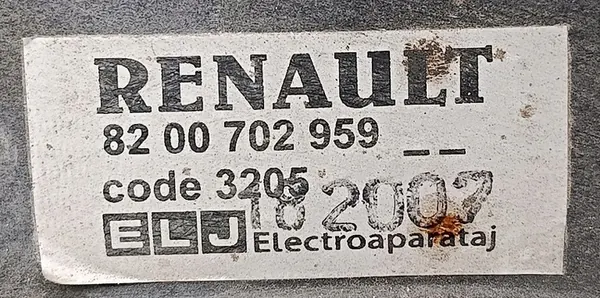 RENAULT
82 00 702 959 _ _
code 3205
18 2007
ELJ Electroaparataj